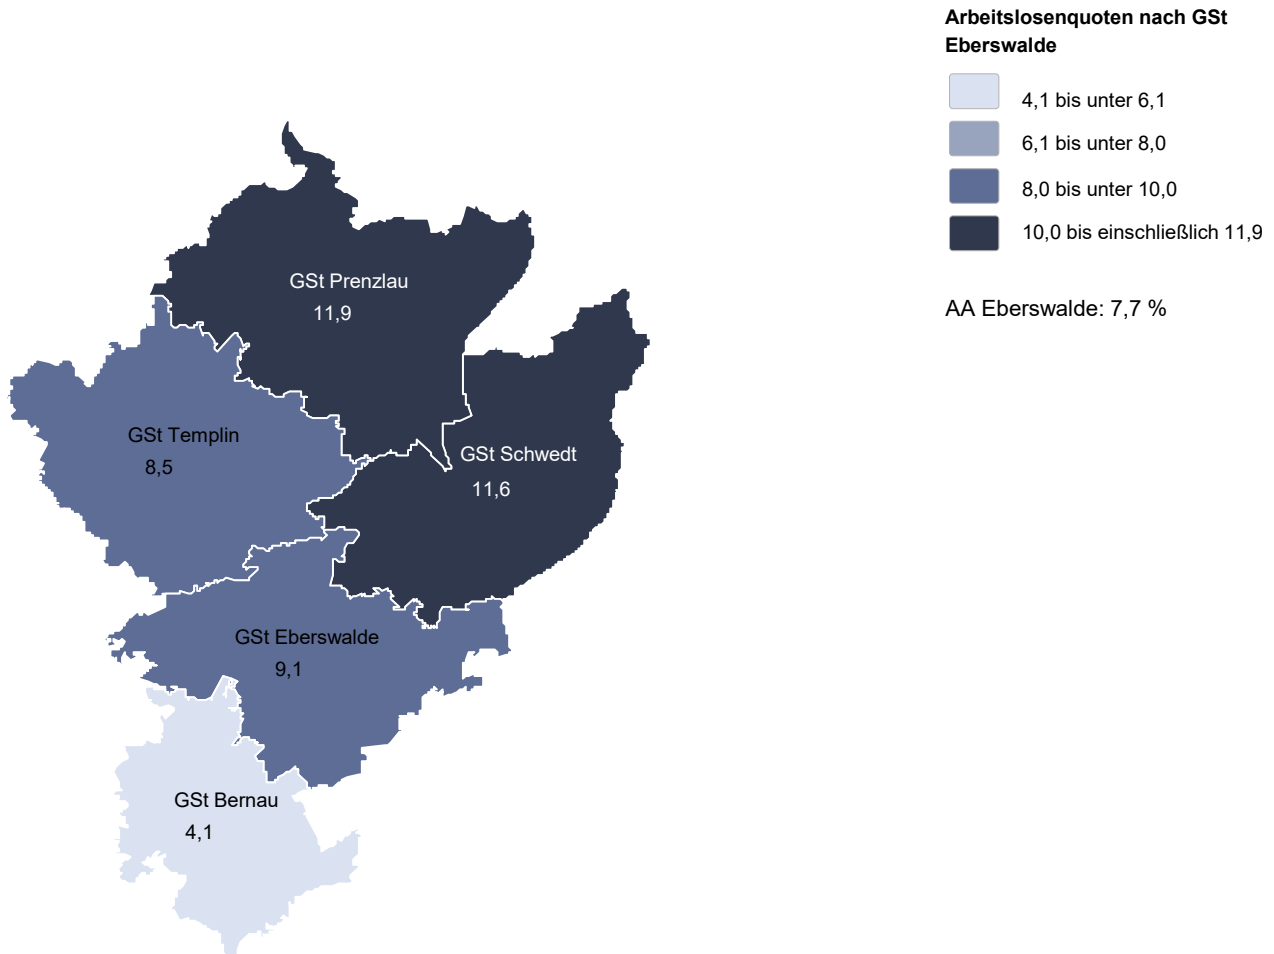 Arbeitslosenquoten nach GSt
Eberswalde
4,1 bis unter 6,1
6,1 bis unter 8,0
8,0 bis unter 10,0
10,0 bis einschließlich 11,9
AA Eberswalde: 7,7 %
GSt Prenzlau
11,9
GSt Templin
8,5
GSt Schwedt
11,6
GSt Eberswalde
9,1
GSt Bernau
4,1